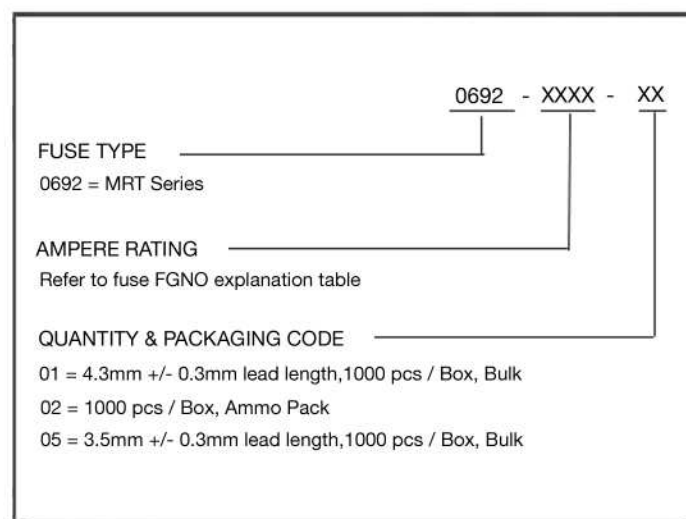 0692 - XXXX - XX
FUSE TYPE
0692 = MRT Series
AMPERE RATING
Refer to fuse FGNO explanation table
QUANTITY & PACKAGING CODE
01 = 4.3mm +/- 0.3mm lead length,1000 pcs / Box, Bulk
02 = 1000 pcs / Box, Ammo Pack
05 = 3.5mm +/- 0.3mm lead length,1000 pcs / Box, Bulk